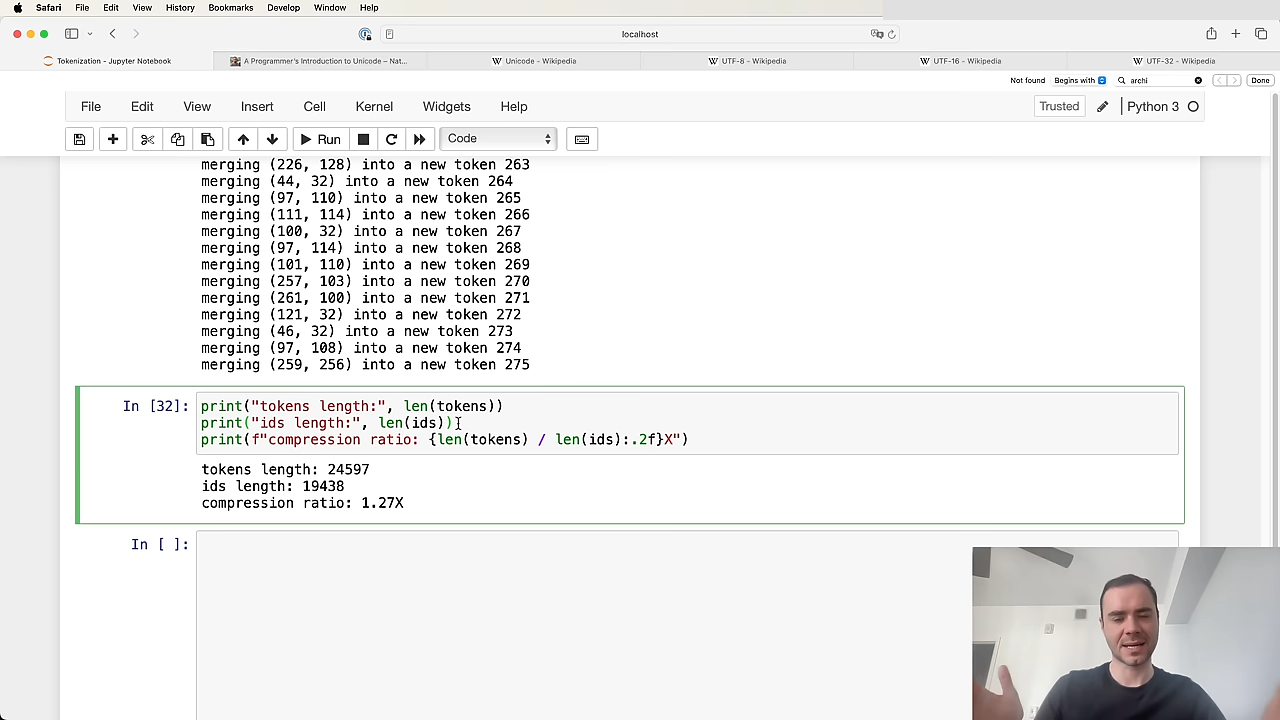 Safari File Edit View History Bookmarks Develop Window Help
localhost
Tokenization - Jupyter Notebook
A Programmer's Introduction to Unicode – Nat...
Unicode - Wikipedia
UTF-8 - Wikipedia
UTF-16 - Wikipedia
UTF-32 - Wikipedia
Not found Begins with archi Done
File Edit View Insert Cell Kernel Widgets Help Trusted Python 3
Run Code
merging (226, 128) into a new token 263
merging (44, 32) into a new token 264
merging (97, 110) into a new token 265
merging (111, 114) into a new token 266
merging (100, 32) into a new token 267
merging (97, 114) into a new token 268
merging (101, 110) into a new token 269
merging (257, 103) into a new token 270
merging (261, 100) into a new token 271
merging (121, 32) into a new token 272
merging (46, 32) into a new token 273
merging (97, 108) into a new token 274
merging (259, 256) into a new token 275
In [32]: print("tokens length:", len(tokens))
print("ids length:", len(ids))
print(f"compression ratio: {len(tokens) / len(ids):.2f}X")
tokens length: 24597
ids length: 19438
compression ratio: 1.27X
In [ ]: